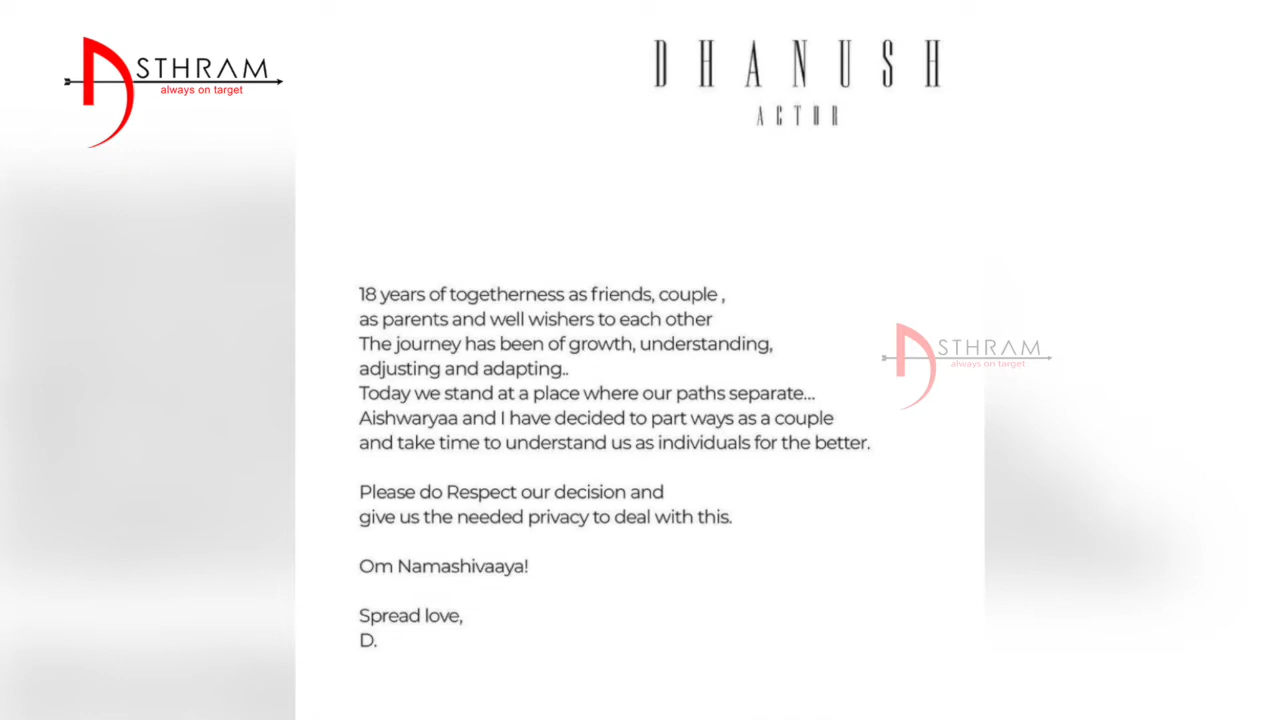 STHRAM
always on target
DHANUSH
ACTOR
18 years of togetherness as friends, couple ,
as parents and well wishers to each other
The journey has been of growth, understanding,
adjusting and adapting..
Today we stand at a place where our paths separate...
Aishwaryaa and I have decided to part ways as a couple
and take time to understand us as individuals for the better.
Please do Respect our decision and
give us the needed privacy to deal with this.
Om Namashivaaya!
Spread love,
D.
STHRAM
always on target